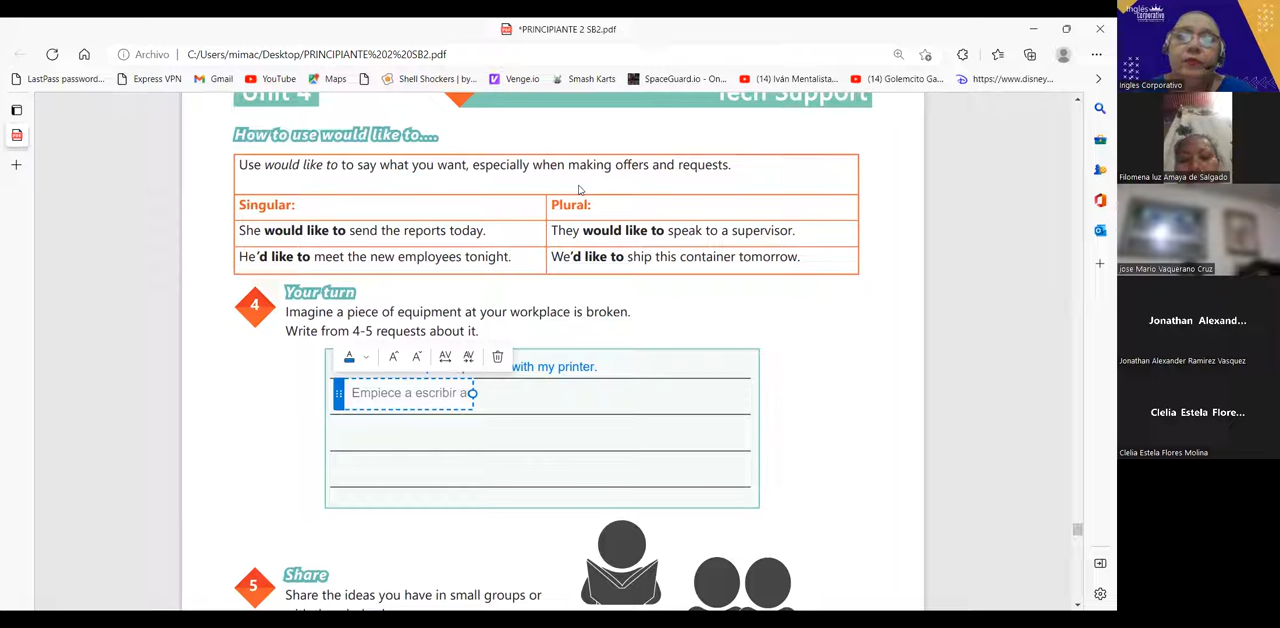 *PRINCIPIANTE 2 SB2.pdf
Archivo C:/Users/mimac/Desktop/PRINCIPIANTE%202%20SB2.pdf
LastPass password... Express VPN Gmail YouTube Maps Shell Shockers | by... Venge.io Smash Karts SpaceGuard.io - On... (14) Iván Mentalista... (14) Golemcito Ga... https://www.disney...
Unit 4 Tech Support
How to use would like to....
Use would like to to say what you want, especially when making offers and requests.
Singular: Plural:
She would like to send the reports today. They would like to speak to a supervisor.
He'd like to meet the new employees tonight. We'd like to ship this container tomorrow.
4 Your turn
Imagine a piece of equipment at your workplace is broken.
Write from 4-5 requests about it.
with my printer.
Empiece a escribir a
5 Share
Share the ideas you have in small groups or
Inglés
Corporativo
Ingles Corporativo
Filomena luz Amaya de Salgado
jose Mario Vaquerano Cruz
Jonathan Alexand...
Jonathan Alexander Ramirez Vasquez
Clelia Estela Flore...
Clelia Estela Flores Molina